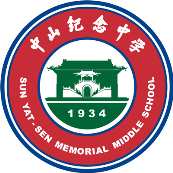 中山纪念中学
1934
SUN YAT-SEN MEMORIAL MIDDLE SCHOOL